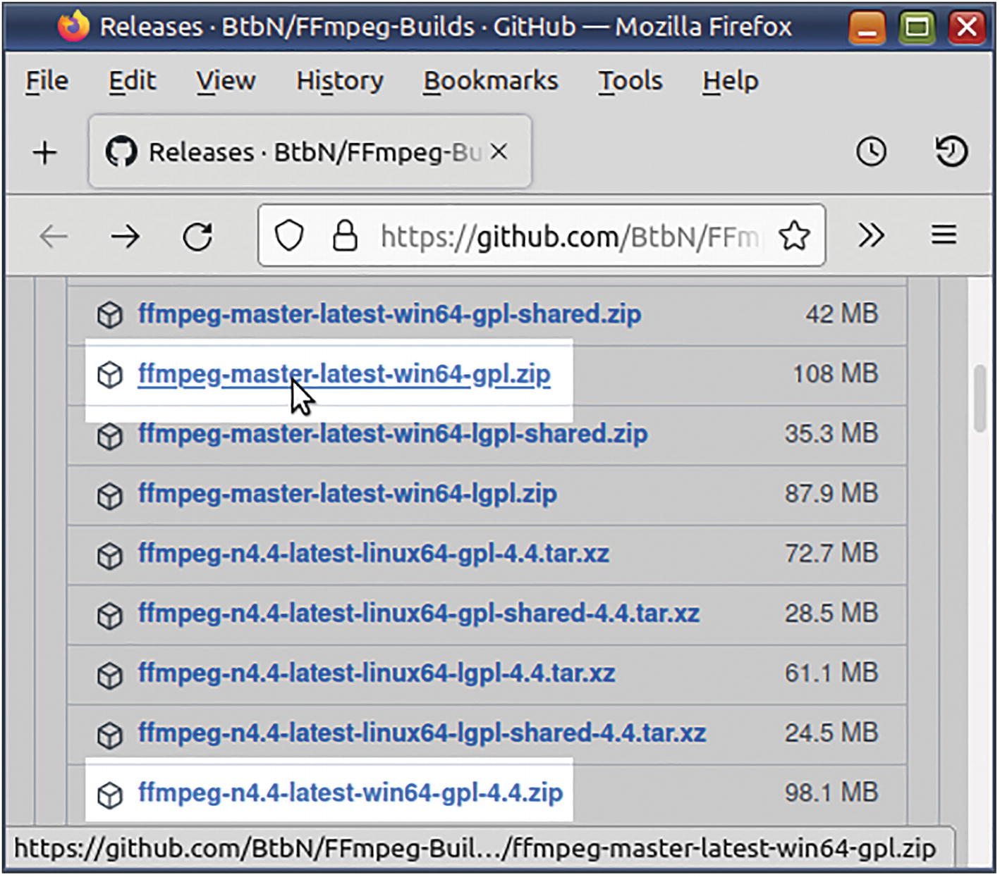 Releases · BtbN/FFmpeg-Builds · GitHub — Mozilla Firefox
File Edit View History Bookmarks Tools Help
Releases · BtbN/FFmpeg-Bu
https://github.com/BtbN/FFm
ffmpeg-master-latest-win64-gpl-shared.zip 42 MB
ffmpeg-master-latest-win64-gpl.zip 108 MB
ffmpeg-master-latest-win64-lgpl-shared.zip 35.3 MB
ffmpeg-master-latest-win64-lgpl.zip 87.9 MB
ffmpeg-n4.4-latest-linux64-gpl-4.4.tar.xz 72.7 MB
ffmpeg-n4.4-latest-linux64-gpl-shared-4.4.tar.xz 28.5 MB
ffmpeg-n4.4-latest-linux64-lgpl-4.4.tar.xz 61.1 MB
ffmpeg-n4.4-latest-linux64-lgpl-shared-4.4.tar.xz 24.5 MB
ffmpeg-n4.4-latest-win64-gpl-4.4.zip 98.1 MB
https://github.com/BtbN/FFmpeg-Buil…/ffmpeg-master-latest-win64-gpl.zip